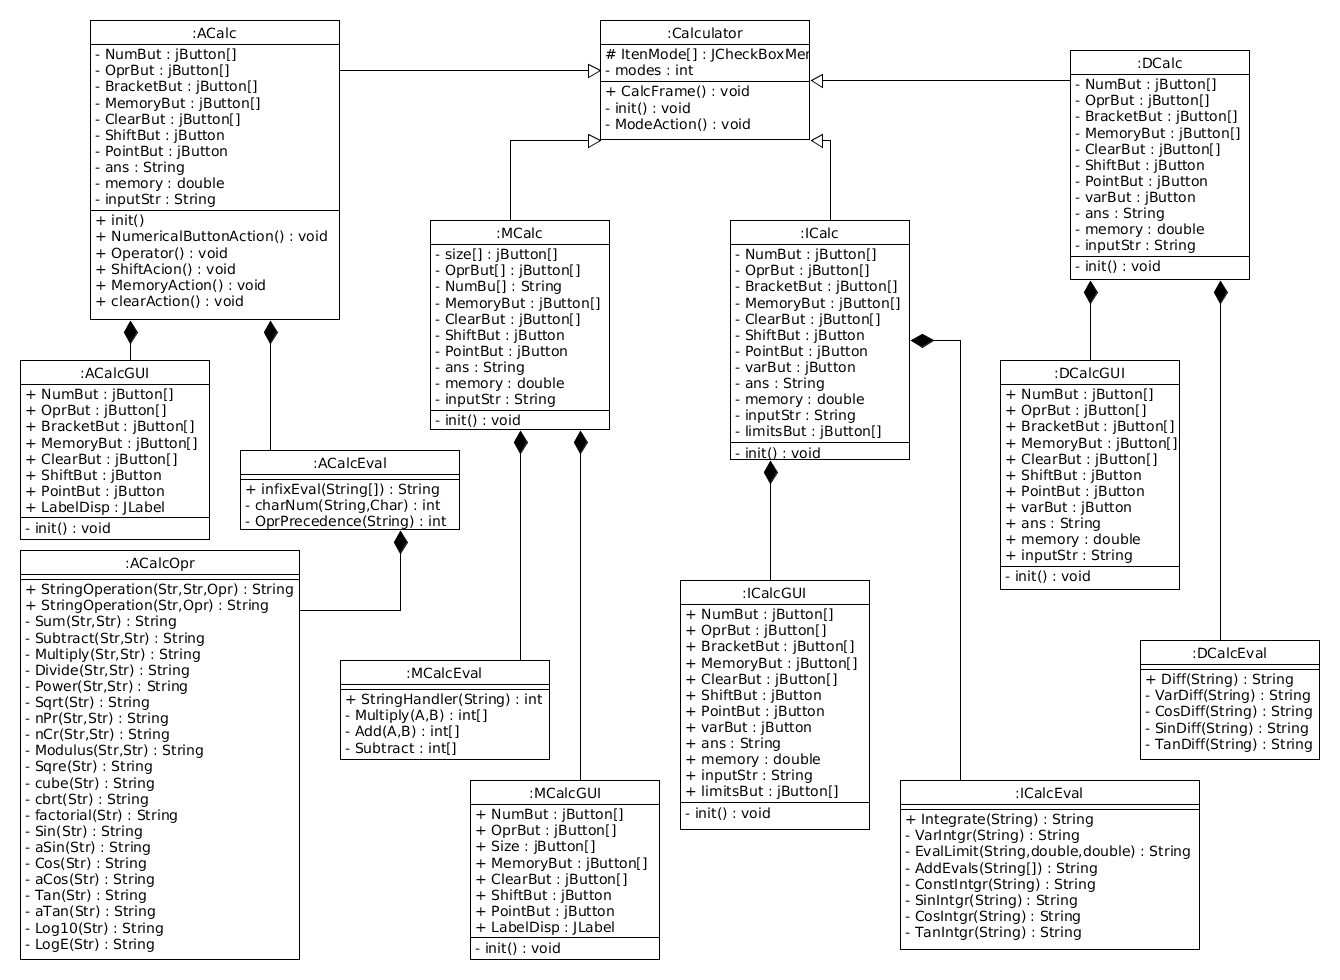 :ACalc
- NumBut : jButton[]
- OprBut : jButton[]
- BracketBut : jButton[]
- MemoryBut : jButton[]
- ClearBut : jButton[]
- ShiftBut : jButton
- PointBut : jButton
- ans : String
- memory : double
- inputStr : String
+ init()
+ NumericalButtonAction() : void
+ Operator() : void
+ ShiftAcion() : void
+ MemoryAction() : void
+ clearAction() : void
:Calculator
# ItenMode[] : JCheckBoxMen
- modes : int
+ CalcFrame() : void
- init() : void
- ModeAction() : void
:DCalc
- NumBut : jButton[]
- OprBut : jButton[]
- BracketBut : jButton[]
- MemoryBut : jButton[]
- ClearBut : jButton[]
- ShiftBut : jButton
- PointBut : jButton
- varBut : jButton
- ans : String
- memory : double
- inputStr : String
- init() : void
:MCalc
- size[] : jButton[]
- OprBut[] : jButton[]
- NumBu[] : String
- MemoryBut : jButton[]
- ClearBut : jButton[]
- ShiftBut : jButton
- PointBut : jButton
- ans : String
- memory : double
- inputStr : String
- init() : void
:ICalc
- NumBut : jButton[]
- OprBut : jButton[]
- BracketBut : jButton[]
- MemoryBut : jButton[]
- ClearBut : jButton[]
- ShiftBut : jButton
- PointBut : jButton
- varBut : jButton
- ans : String
- memory : double
- inputStr : String
- limitsBut : jButton[]
- init() : void
:ACalcGUI
+ NumBut : jButton[]
+ OprBut : jButton[]
+ BracketBut : jButton[]
+ MemoryBut : jButton[]
+ ClearBut : jButton[]
+ ShiftBut : jButton
+ PointBut : jButton
+ LabelDisp : JLabel
- init() : void
:ACalcEval
+ infixEval(String[]) : String
- charNum(String,Char) : int
- OprPrecedence(String) : int
:DCalcGUI
+ NumBut : jButton[]
+ OprBut : jButton[]
+ BracketBut : jButton[]
+ MemoryBut : jButton[]
+ ClearBut : jButton[]
+ ShiftBut : jButton
+ PointBut : jButton
+ varBut : jButton
+ ans : String
+ memory : double
+ inputStr : String
- init() : void
:ACalcOpr
+ StringOperation(Str,Str,Opr) : String
+ StringOperation(Str,Opr) : String
- Sum(Str,Str) : String
- Subtract(Str,Str) : String
- Multiply(Str,Str) : String
- Divide(Str,Str) : String
- Power(Str,Str) : String
- Sqrt(Str) : String
- nPr(Str,Str) : String
- nCr(Str,Str) : String
- Modulus(Str,Str) : String
- Sqre(Str) : String
- cube(Str) : String
- cbrt(Str) : String
- factorial(Str) : String
- Sin(Str) : String
- aSin(Str) : String
- Cos(Str) : String
- aCos(Str) : String
- Tan(Str) : String
- aTan(Str) : String
- Log10(Str) : String
- LogE(Str) : String
:MCalcEval
+ StringHandler(String) : int
- Multiply(A,B) : int[]
- Add(A,B) : int[]
- Subtract : int[]
:ICalcGUI
+ NumBut : jButton[]
+ OprBut : jButton[]
+ BracketBut : jButton[]
+ MemoryBut : jButton[]
+ ClearBut : jButton[]
+ ShiftBut : jButton
+ PointBut : jButton
+ varBut : jButton
+ ans : String
+ memory : double
+ inputStr : String
+ limitsBut : jButton[]
- init() : void
:DCalcEval
+ Diff(String) : String
- VarDiff(String) : String
- CosDiff(String) : String
- SinDiff(String) : String
- TanDiff(String) : String
:MCalcGUI
+ NumBut : jButton[]
+ OprBut : jButton[]
+ Size : jButton[]
+ MemoryBut : jButton[]
+ ClearBut : jButton[]
+ ShiftBut : jButton
+ PointBut : jButton
+ LabelDisp : JLabel
- init() : void
:ICalcEval
+ Integrate(String) : String
- VarIntgr(String) : String
- EvalLimit(String,double,double) : String
- AddEvals(String[]) : String
- ConstIntgr(String) : String
- SinIntgr(String) : String
- CosIntgr(String) : String
- TanIntgr(String) : String